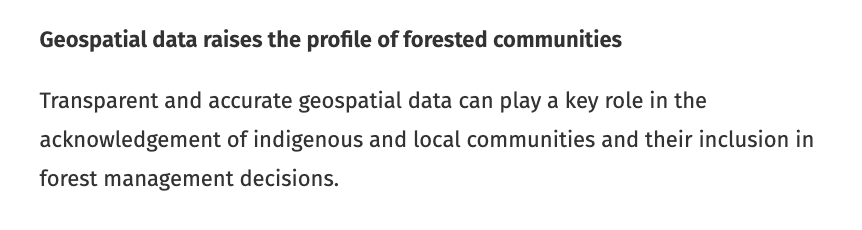 Geospatial data raises the profile of forested communities
Transparent and accurate geospatial data can play a key role in the
acknowledgement of indigenous and local communities and their inclusion in
forest management decisions.